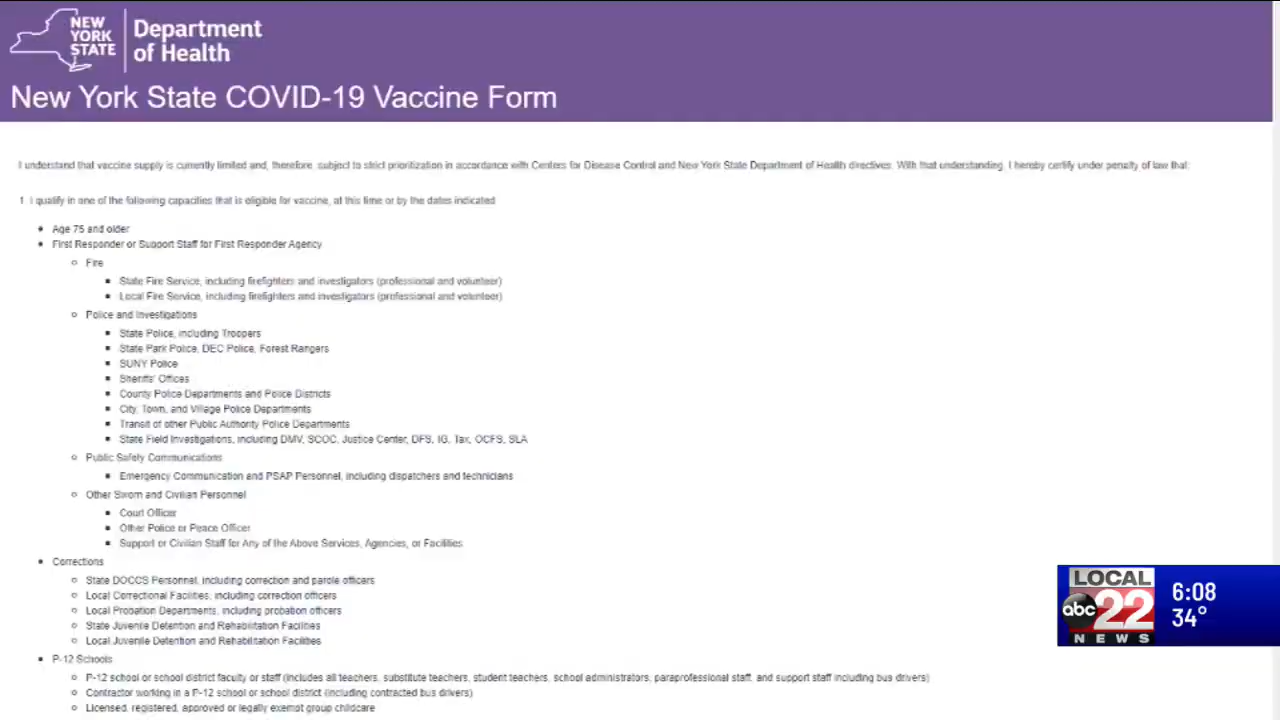 NEW YORK STATE
Department of Health
New York State COVID-19 Vaccine Form
I understand that vaccine supply is currently limited and, therefore, subject to strict prioritization in accordance with Centers for Disease Control and New York State Department of Health directives. With that understanding, I hereby certify under penalty of law that:
1. I qualify in one of the following capacities that is eligible for vaccine, at this time or by the dates indicated
Age 75 and older
First Responder or Support Staff for First Responder Agency
Fire
State Fire Service, including firefighters and investigators (professional and volunteer)
Local Fire Service, including firefighters and investigators (professional and volunteer)
Police and Investigations
State Police, including Troopers
State Park Police, DEC Police, Forest Rangers
SUNY Police
Sheriffs' Offices
County Police Departments and Police Districts
City, Town, and Village Police Departments
Transit of other Public Authority Police Departments
State Field Investigations, including DMV, SCOC, Justice Center, DFS, IG, Tax, OCFS, SLA
Public Safety Communications
Emergency Communication and PSAP Personnel, including dispatchers and technicians
Other Sworn and Civilian Personnel
Court Officer
Other Police or Peace Officer
Support or Civilian Staff for Any of the Above Services, Agencies, or Facilities
Corrections
State DOCCS Personnel, including correction and parole officers
Local Correctional Facilities, including correction officers
Local Probation Departments, including probation officers
State Juvenile Detention and Rehabilitation Facilities
Local Juvenile Detention and Rehabilitation Facilities
P-12 Schools
P-12 school or school district faculty or staff (includes all teachers, substitute teachers, student teachers, school administrators, paraprofessional staff, and support staff including bus drivers)
Contractor working in a P-12 school or school district (including contracted bus drivers)
Licensed, registered, approved or legally exempt group childcare
LOCAL
abc 22
NEWS
6:08
34°